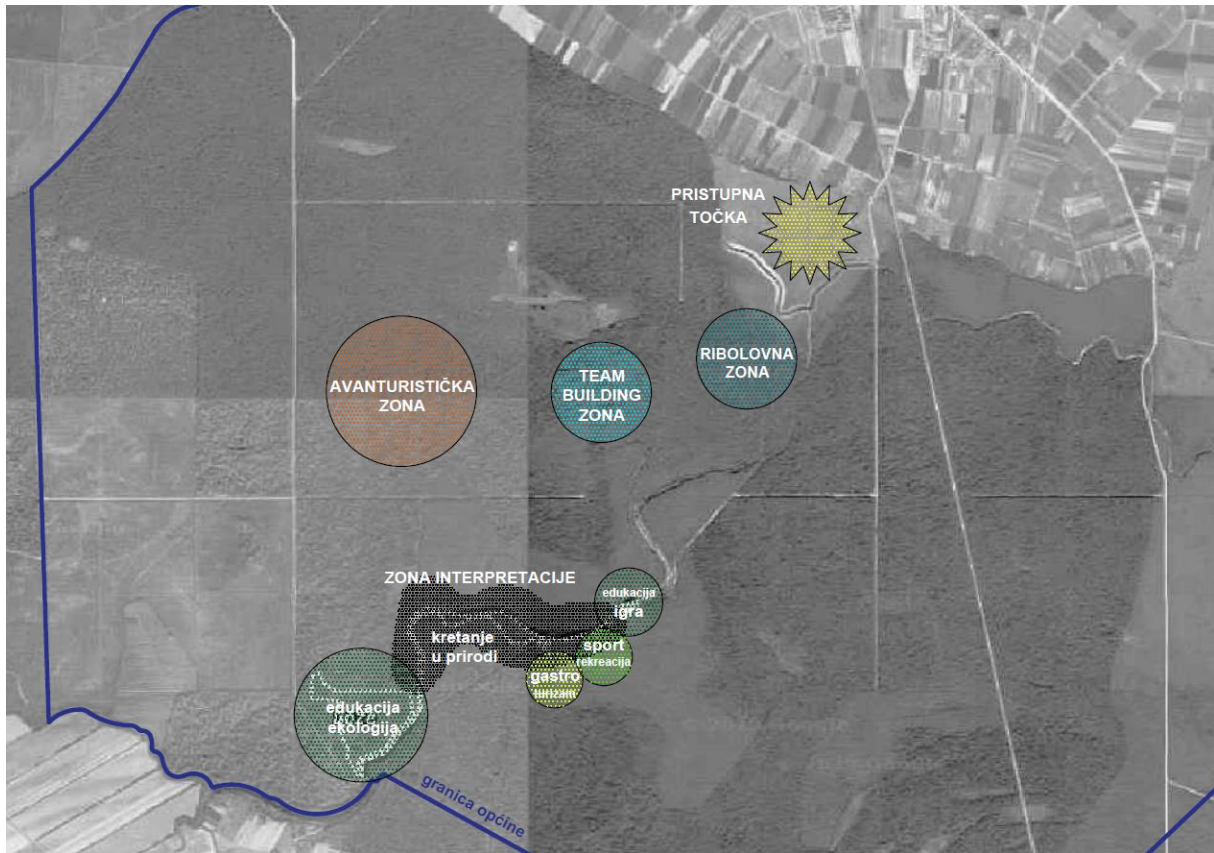 PRISTUPNA
TOČKA
RIBOLOVNA
ZONA
TEAM
BUILDING
ZONA
AVANTURISTIČKA
ZONA
ZONA INTERPRETACIJE
edukacija
igra
kretanje
u prirodi
sport
rekreacija
gastro
turizam
edukacija
ekologija
granica općine